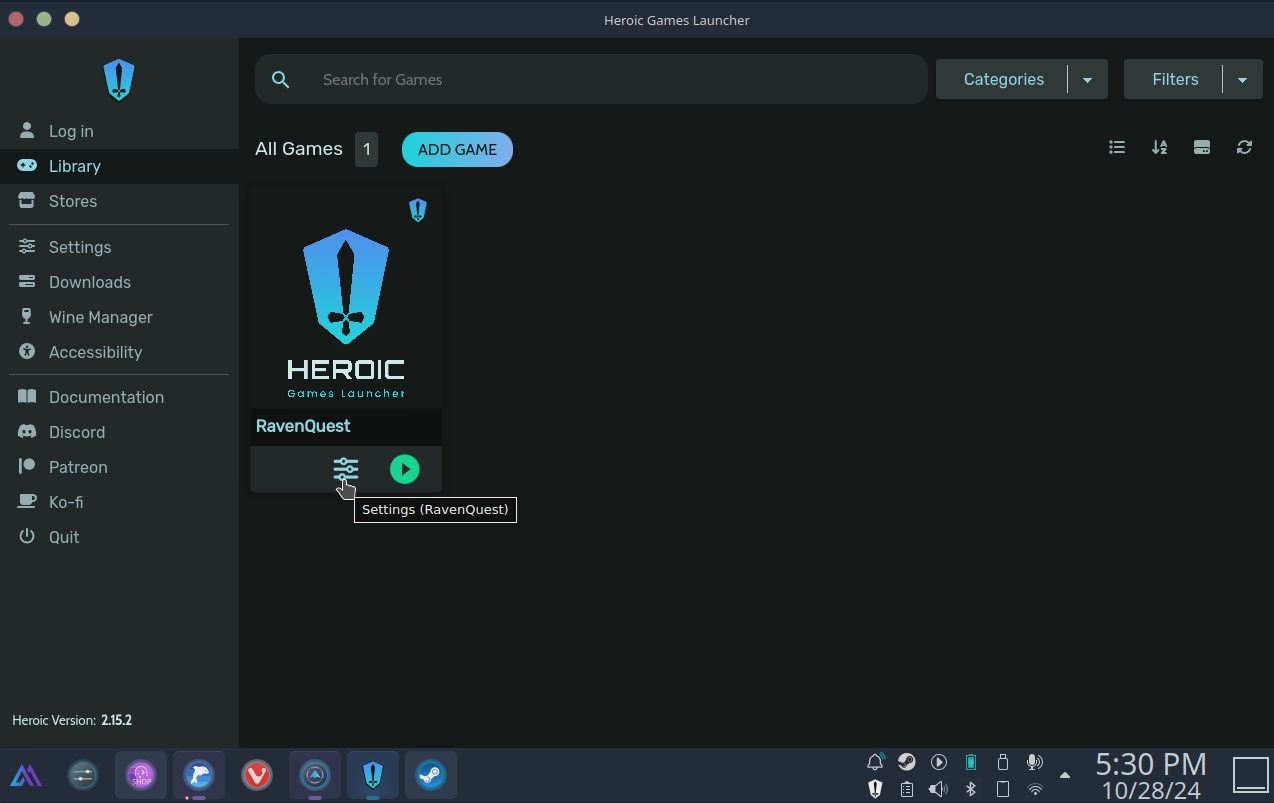 Heroic Games Launcher
Log in
Library
Stores
Settings
Downloads
Wine Manager
Accessibility
Documentation
Discord
Patreon
Ko-fi
Quit
Heroic Version: 2.15.2
Search for Games
Categories
Filters
All Games 1 ADD GAME
HEROIC
Games Launcher
RavenQuest
Settings (RavenQuest)
SHOP
5:30 PM
10/28/24